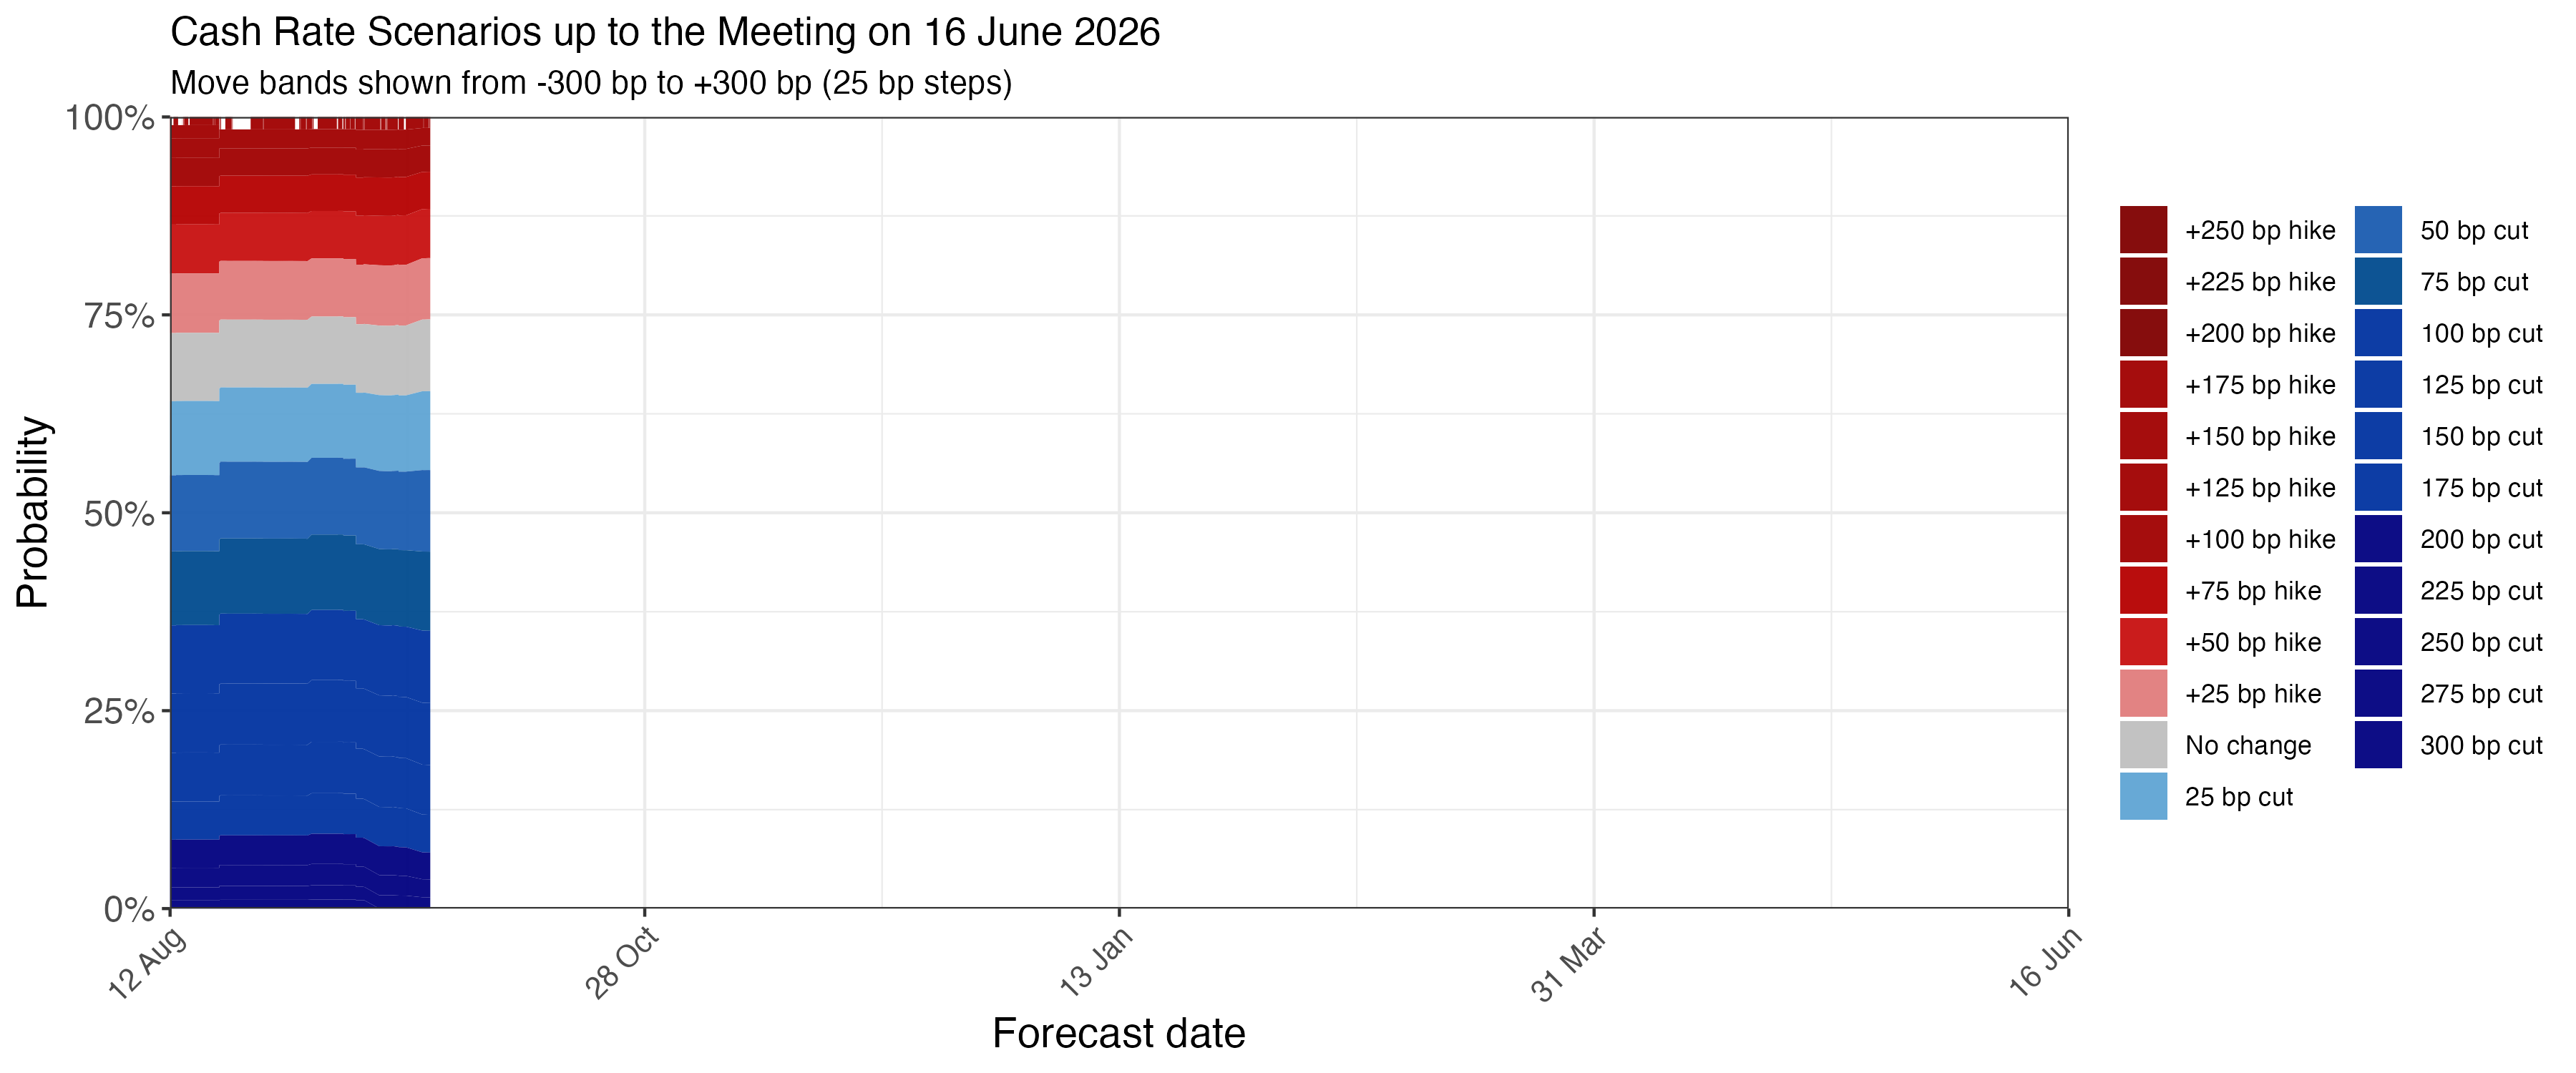 Cash Rate Scenarios up to the Meeting on 16 June 2026
Move bands shown from -300 bp to +300 bp (25 bp steps)
100%
75%
50%
25%
0%
Probability
12 Aug
28 Oct
13 Jan
31 Mar
16 Jun
Forecast date
+250 bp hike
+225 bp hike
+200 bp hike
+175 bp hike
+150 bp hike
+125 bp hike
+100 bp hike
+75 bp hike
+50 bp hike
+25 bp hike
No change
25 bp cut
50 bp cut
75 bp cut
100 bp cut
125 bp cut
150 bp cut
175 bp cut
200 bp cut
225 bp cut
250 bp cut
275 bp cut
300 bp cut